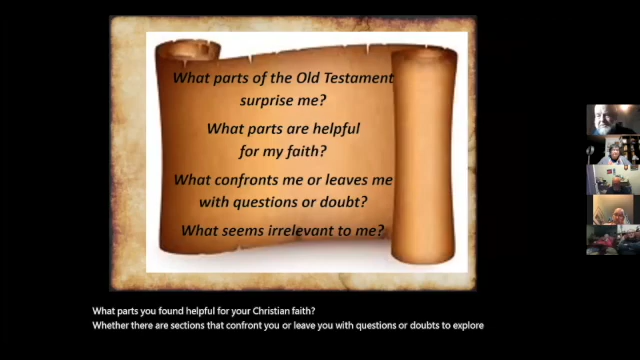 What parts of the Old Testament
surprise me?
What parts are helpful
for my faith?
What confronts me or leaves me
with questions or doubt?
What seems irrelevant to me?
What parts you found helpful for your Christian faith?
Whether there are sections that confront you or leave you with questions or doubts to explore